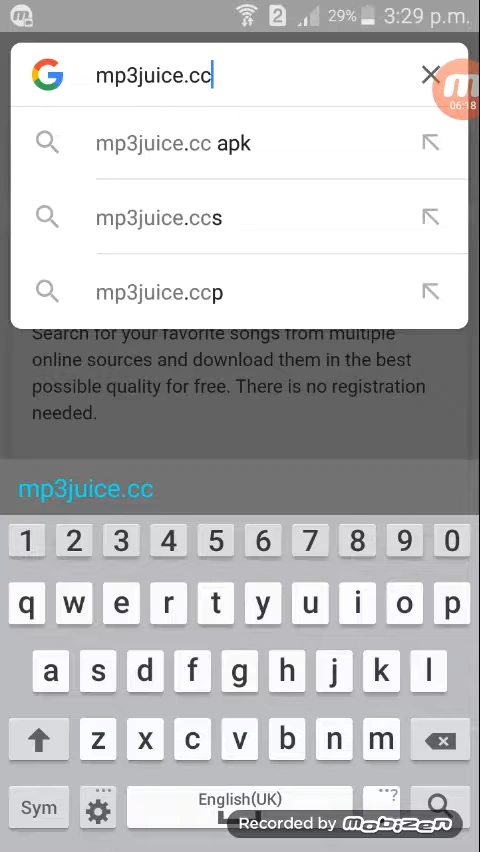 2 29% 3:29 p.m.
mp3juice.cc
06:18
mp3juice.cc apk
mp3juice.ccs
mp3juice.ccp
Search for your favorite songs from multiple
online sources and download them in the best
possible quality for free. There is no registration
needed.
mp3juice.cc
1 2 3 4 5 6 7 8 9 0
q w e r t y u i o p
a s d f g h j k l
z x c v b n m
Sym English(UK) ...?
Recorded by mobizen